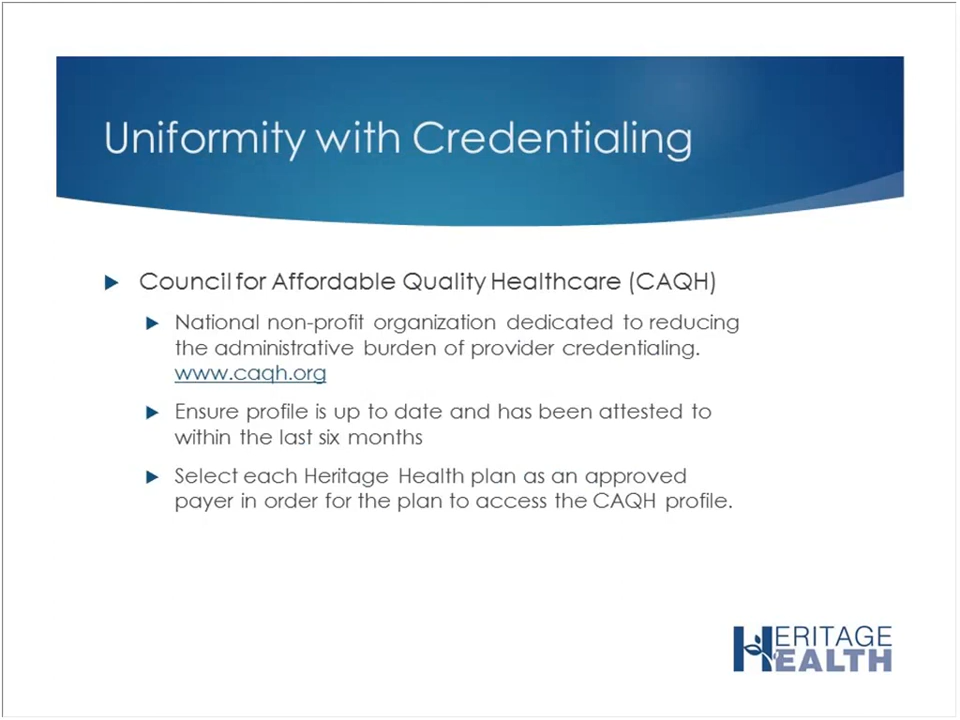 Uniformity with Credentialing
Council for Affordable Quality Healthcare (CAQH)
National non-profit organization dedicated to reducing
the administrative burden of provider credentialing.
www.caqh.org
Ensure profile is up to date and has been attested to
within the last six months
Select each Heritage Health plan as an approved
payer in order for the plan to access the CAQH profile.
HERITAGE
HEALTH